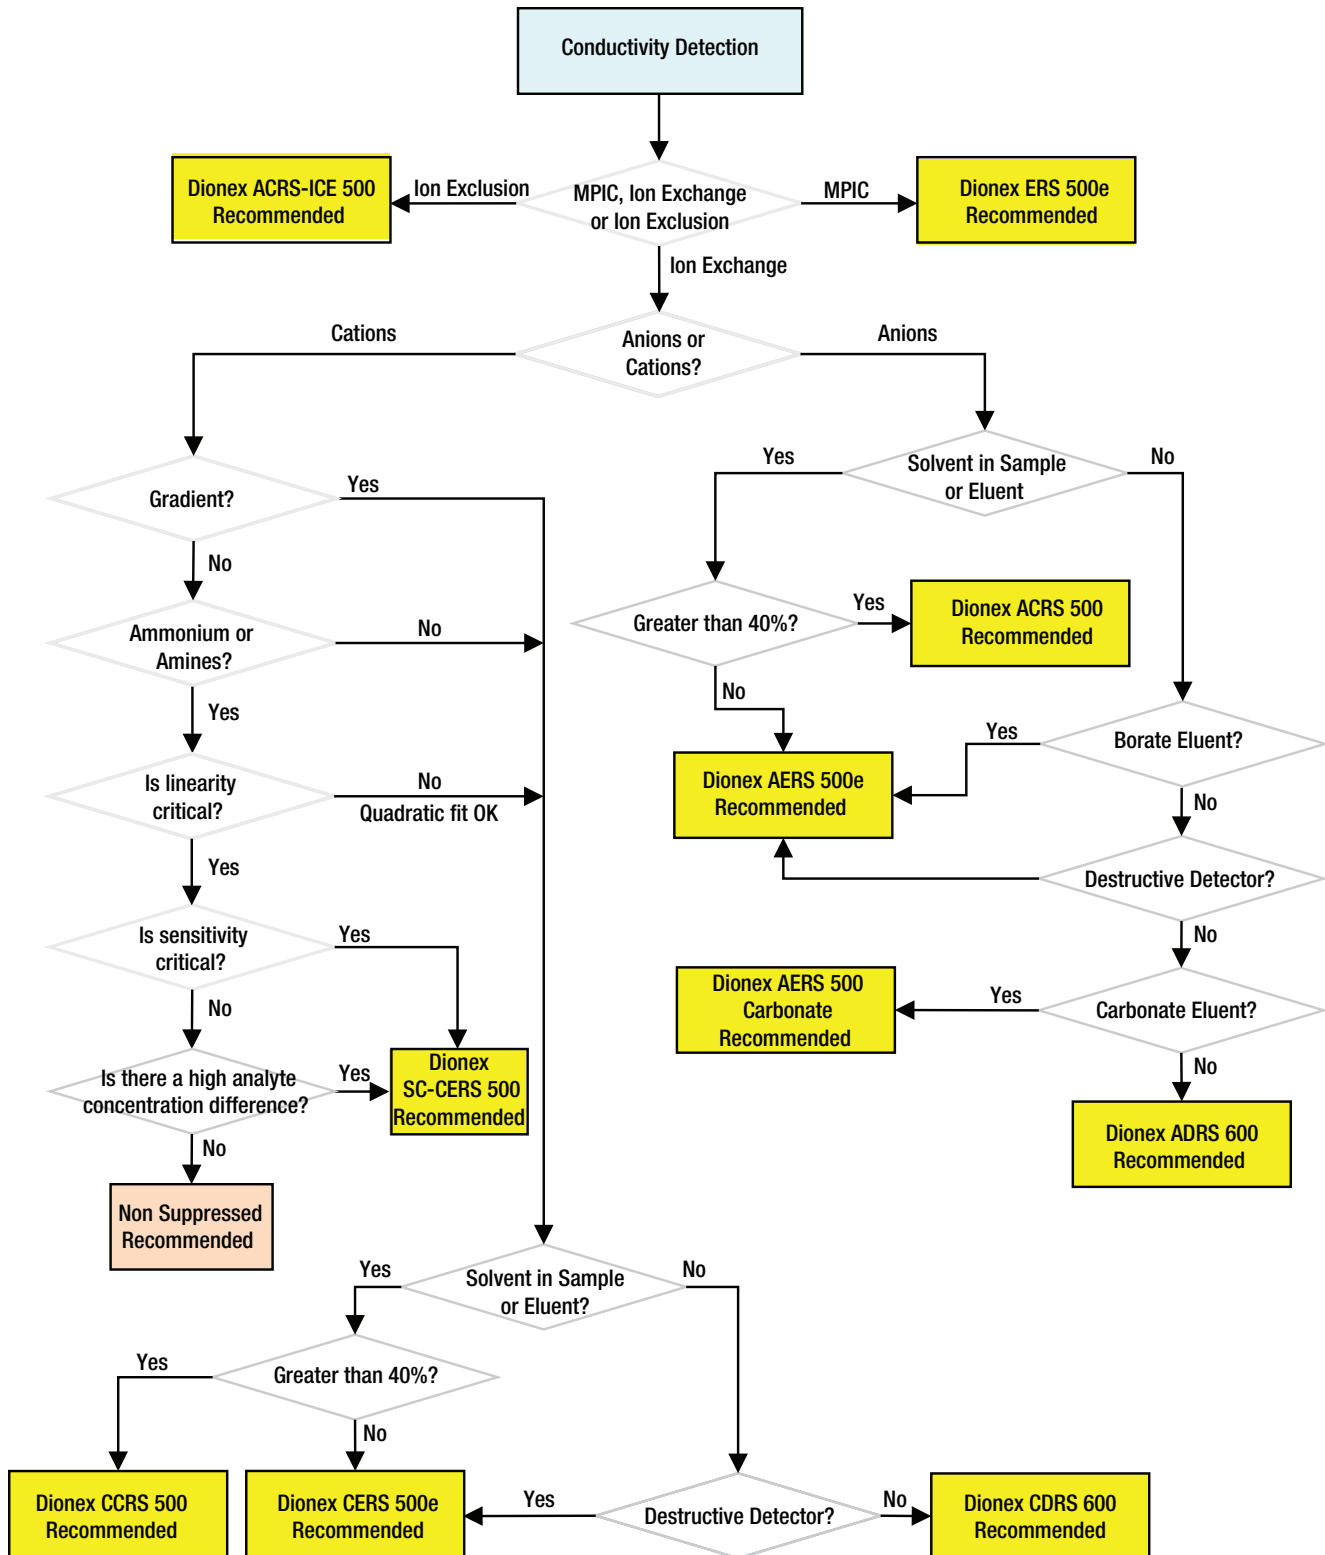 Conductivity Detection
Dionex ACRS-ICE 500
Recommended
Ion Exclusion
MPIC, Ion Exchange
or Ion Exclusion
MPIC
Dionex ERS 500e
Recommended
Ion Exchange
Cations
Anions or
Cations?
Anions
Gradient?
Yes
No
Yes
Solvent in Sample
or Eluent
No
Ammonium or
Amines?
No
Yes
Greater than 40%?
Yes
Dionex ACRS 500
Recommended
No
Is linearity
critical?
No
Quadratic fit OK
Yes
Dionex AERS 500e
Recommended
Yes
Borate Eluent?
No
Destructive Detector?
No
Is sensitivity
critical?
Yes
No
Dionex AERS 500
Carbonate
Recommended
Yes
Carbonate Eluent?
No
Is there a high analyte
concentration difference?
Yes
Dionex
SC-CERS 500
Recommended
No
Dionex ADRS 600
Recommended
Non Suppressed
Recommended
Yes
Solvent in Sample
or Eluent?
No
Yes
Greater than 40%?
No
Dionex CCRS 500
Recommended
Dionex CERS 500e
Recommended
Yes
Destructive Detector?
No
Dionex CDRS 600
Recommended